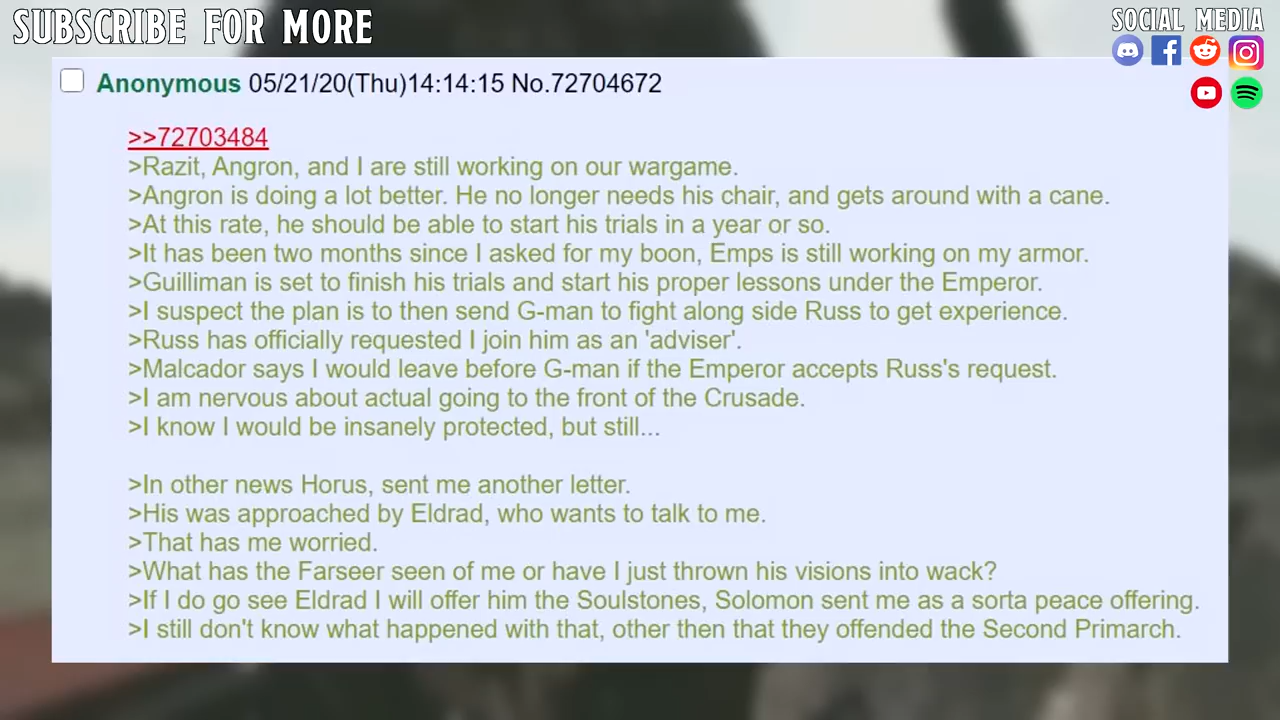 SUBSCRIBE FOR MORE
SOCIAL MEDIA
Anonymous 05/21/20(Thu)14:14:15 No.72704672
>>72703484
>Razit, Angron, and I are still working on our wargame.
>Angron is doing a lot better. He no longer needs his chair, and gets around with a cane.
>At this rate, he should be able to start his trials in a year or so.
>It has been two months since I asked for my boon, Emps is still working on my armor.
>Guilliman is set to finish his trials and start his proper lessons under the Emperor.
>I suspect the plan is to then send G-man to fight along side Russ to get experience.
>Russ has officially requested I join him as an 'adviser'.
>Malcador says I would leave before G-man if the Emperor accepts Russ's request.
>I am nervous about actual going to the front of the Crusade.
>I know I would be insanely protected, but still...
>In other news Horus, sent me another letter.
>His was approached by Eldrad, who wants to talk to me.
>That has me worried.
>What has the Farseer seen of me or have I just thrown his visions into wack?
>If I do go see Eldrad I will offer him the Soulstones, Solomon sent me as a sorta peace offering.
>I still don't know what happened with that, other then that they offended the Second Primarch.